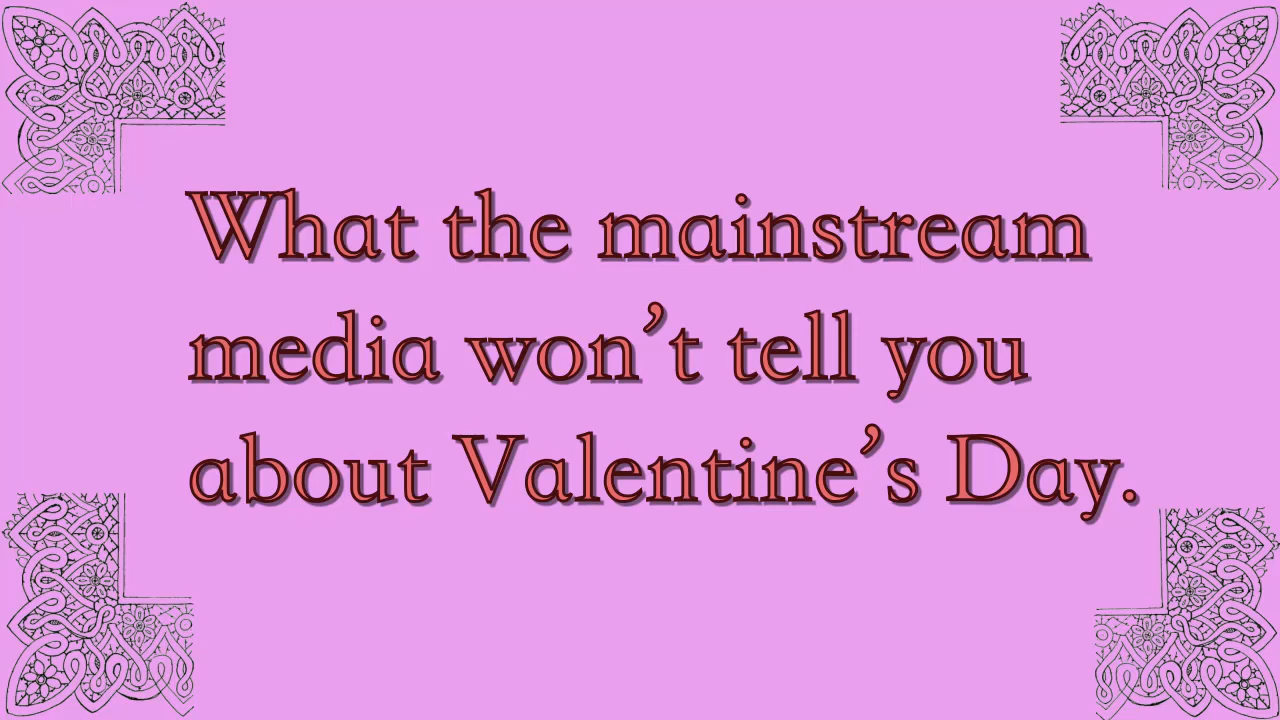 What the mainstream
media won’t tell you
about Valentine’s Day.